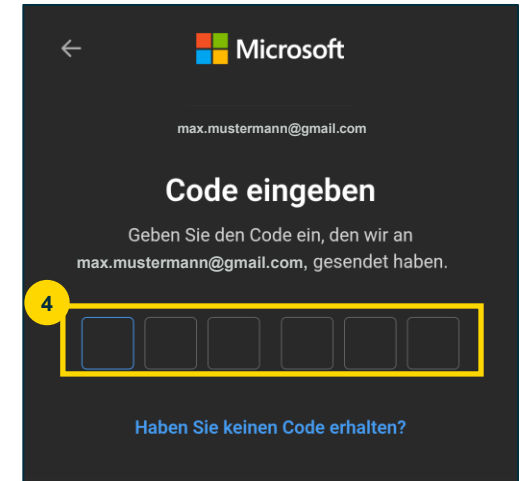 Microsoft
max.mustermann@gmail.com
Code eingeben
Geben Sie den Code ein, den wir an
max.mustermann@gmail.com, gesendet haben.
4
Haben Sie keinen Code erhalten?